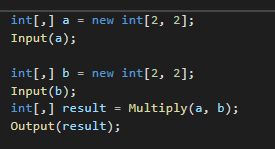 int[,] a = new int[2, 2];
Input(a);
int[,] b = new int[2, 2];
Input(b);
int[,] result = Multiply(a, b);
Output(result);